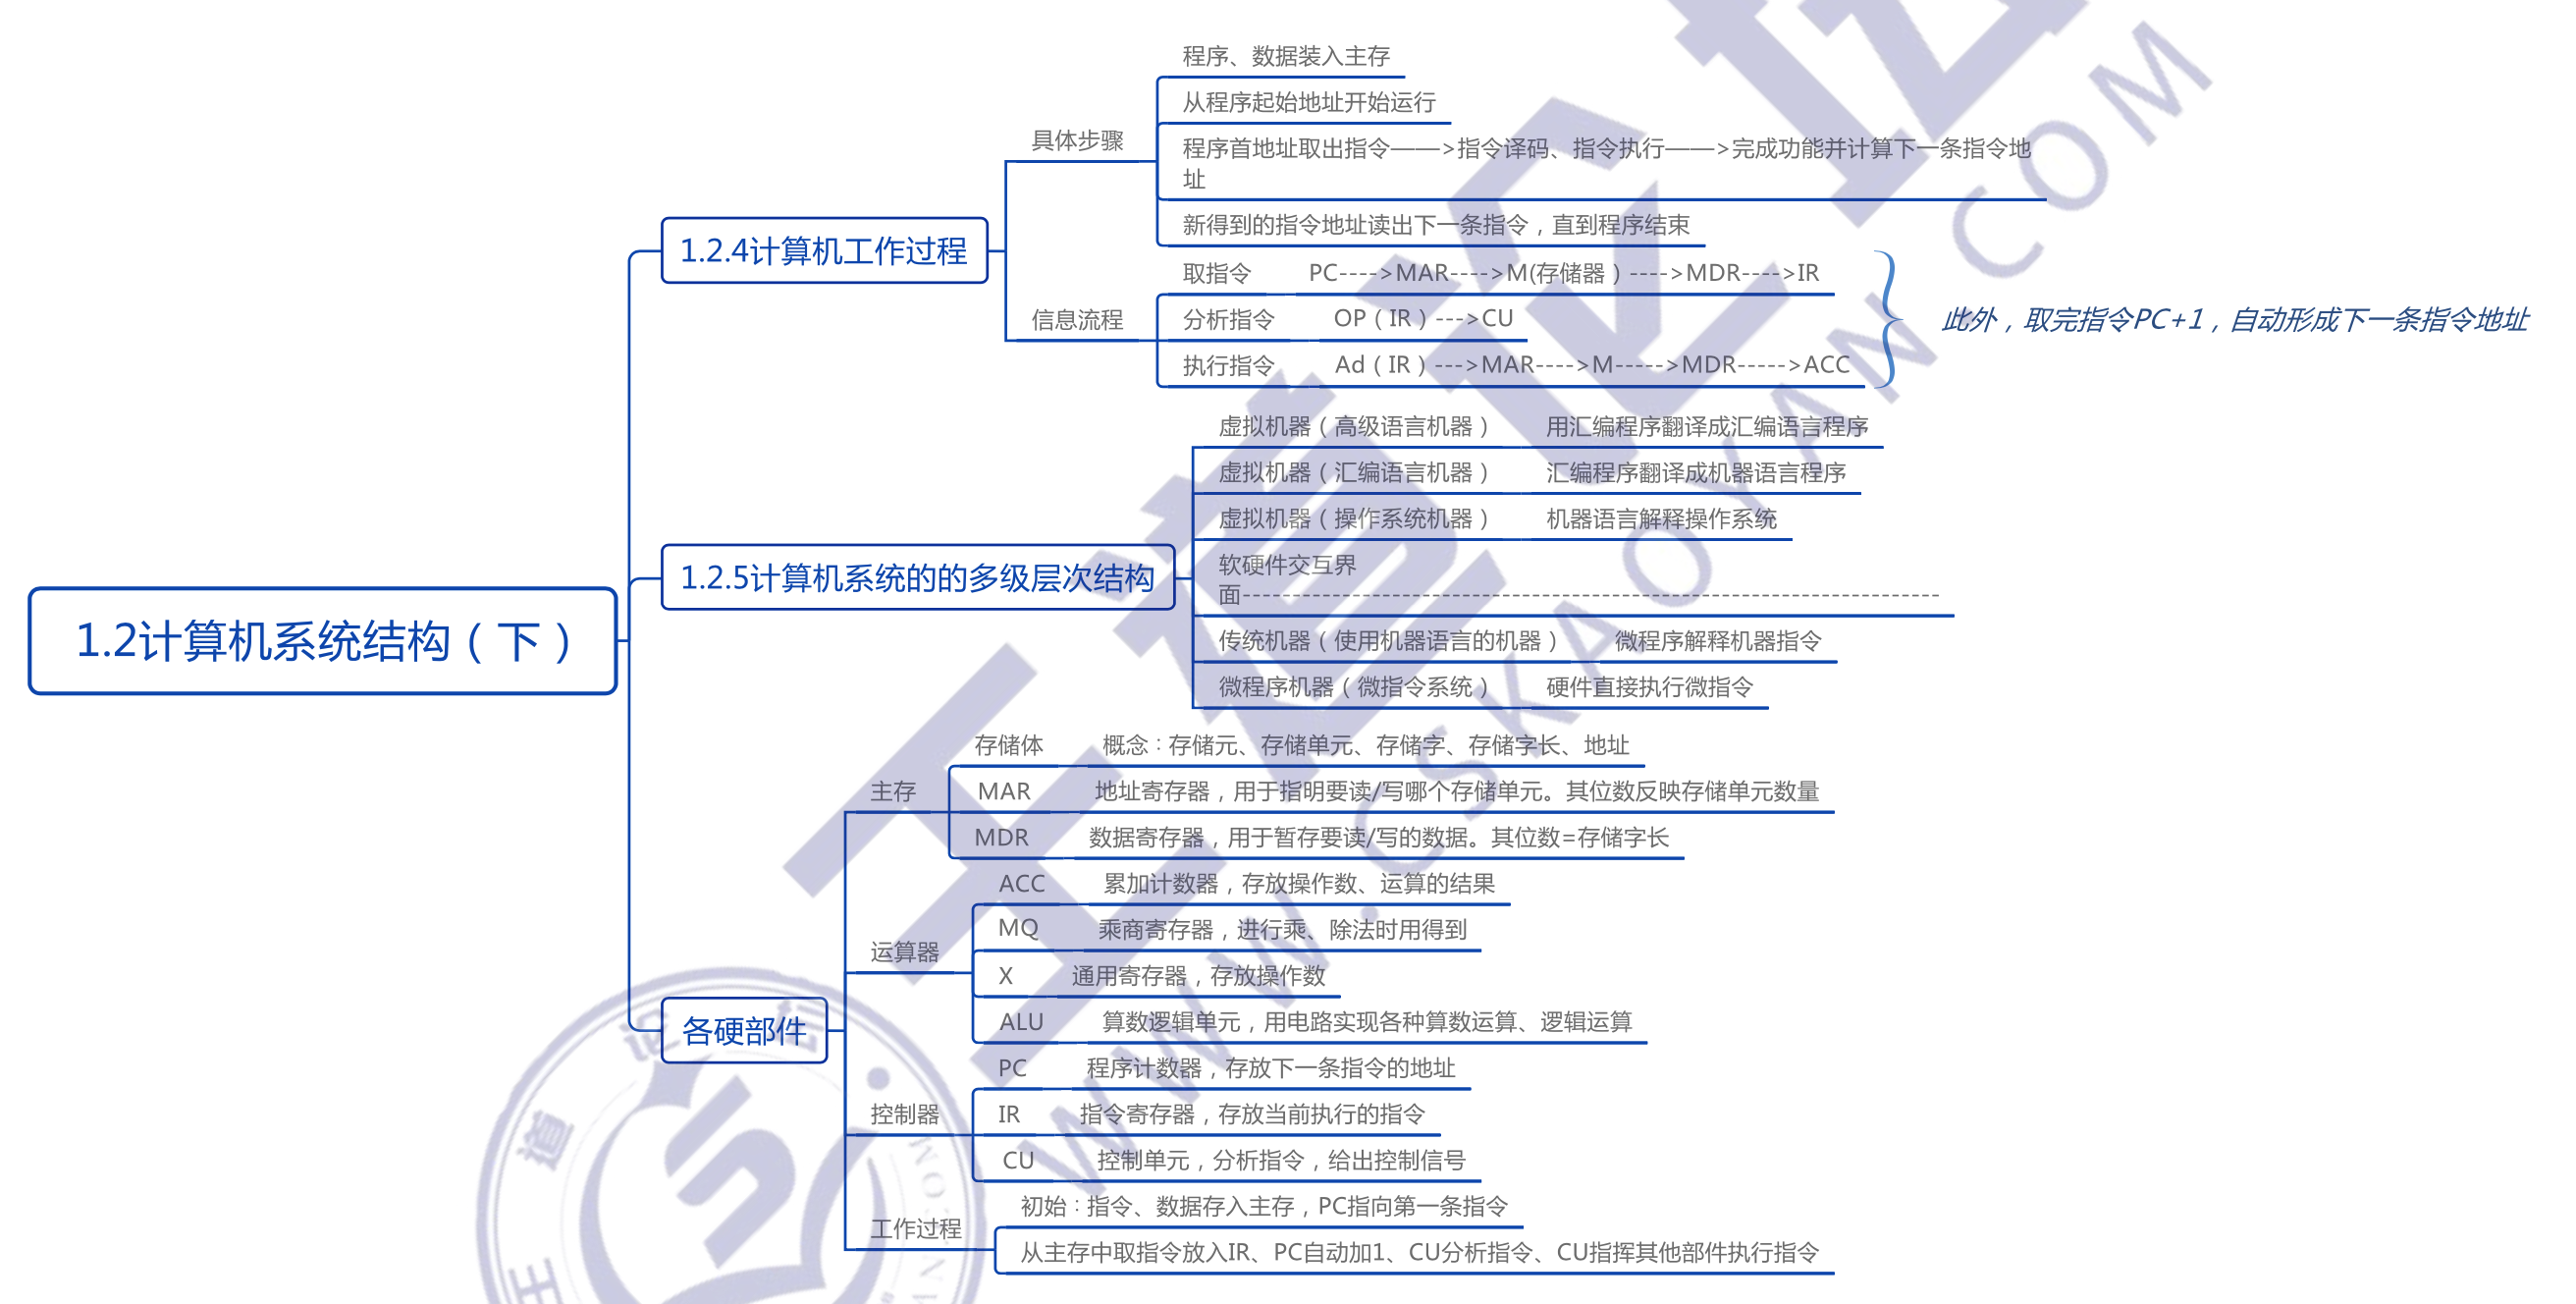 1.2计算机系统结构（下）
1.2.4计算机工作过程
具体步骤
程序、数据装入主存
从程序起始地址开始运行
程序首地址取出指令——>指令译码、指令执行——>完成功能并计算下一条指令地
址
新得到的指令地址读出下一条指令，直到程序结束
信息流程
取指令 PC---->MAR---->M(存储器）---->MDR---->IR
分析指令 OP（IR）--->CU
执行指令 Ad（IR）--->MAR---->M----->MDR----->ACC
此外，取完指令PC+1，自动形成下一条指令地址
1.2.5计算机系统的的多级层次结构
虚拟机器（高级语言机器） 用汇编程序翻译成汇编语言程序
虚拟机器（汇编语言机器） 汇编程序翻译成机器语言程序
虚拟机器（操作系统机器） 机器语言解释操作系统
软硬件交互界
面------------------------------------------------------------
传统机器（使用机器语言的机器） 微程序解释机器指令
微程序机器（微指令系统） 硬件直接执行微指令
各硬部件
主存
存储体 概念：存储元、存储单元、存储字、存储字长、地址
MAR 地址寄存器，用于指明要读/写哪个存储单元。其位数反映存储单元数量
MDR 数据寄存器，用于暂存要读/写的数据。其位数=存储字长
运算器
ACC 累加计数器，存放操作数、运算的结果
MQ 乘商寄存器，进行乘、除法时用得到
X 通用寄存器，存放操作数
ALU 算数逻辑单元，用电路实现各种算数运算、逻辑运算
控制器
PC 程序计数器，存放下一条指令的地址
IR 指令寄存器，存放当前执行的指令
CU 控制单元，分析指令，给出控制信号
工作过程
初始：指令、数据存入主存，PC指向第一条指令
从主存中取指令放入IR、PC自动加1、CU分析指令、CU指挥其他部件执行指令
王道论坛
WWW.CSKAOYAN.COM